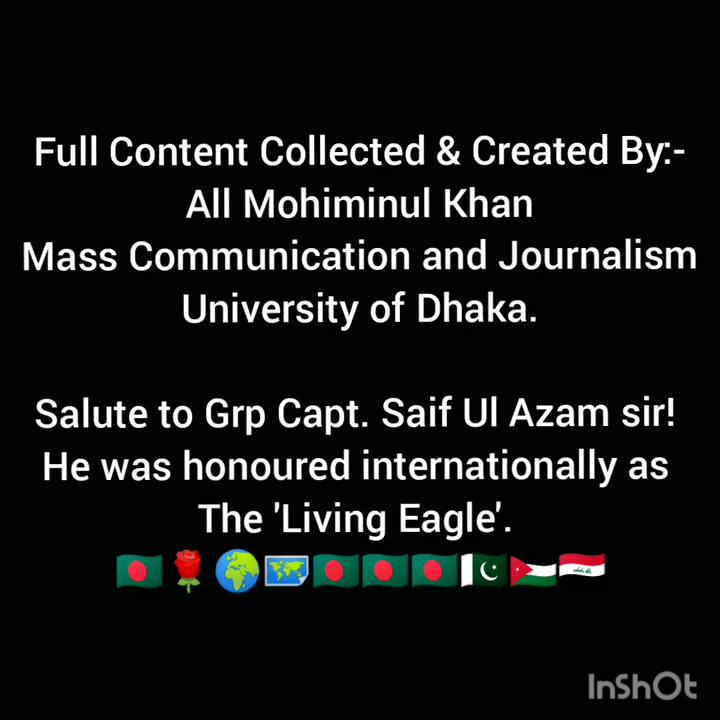 Full Content Collected & Created By:-
All Mohiminul Khan
Mass Communication and Journalism
University of Dhaka.
Salute to Grp Capt. Saif Ul Azam sir!
He was honoured internationally as
The 'Living Eagle'.
🇧🇩🌹🌍🗺️🇧🇩🇧🇩🇧🇩🇵🇰🇯🇴🇮🇶
InShOt